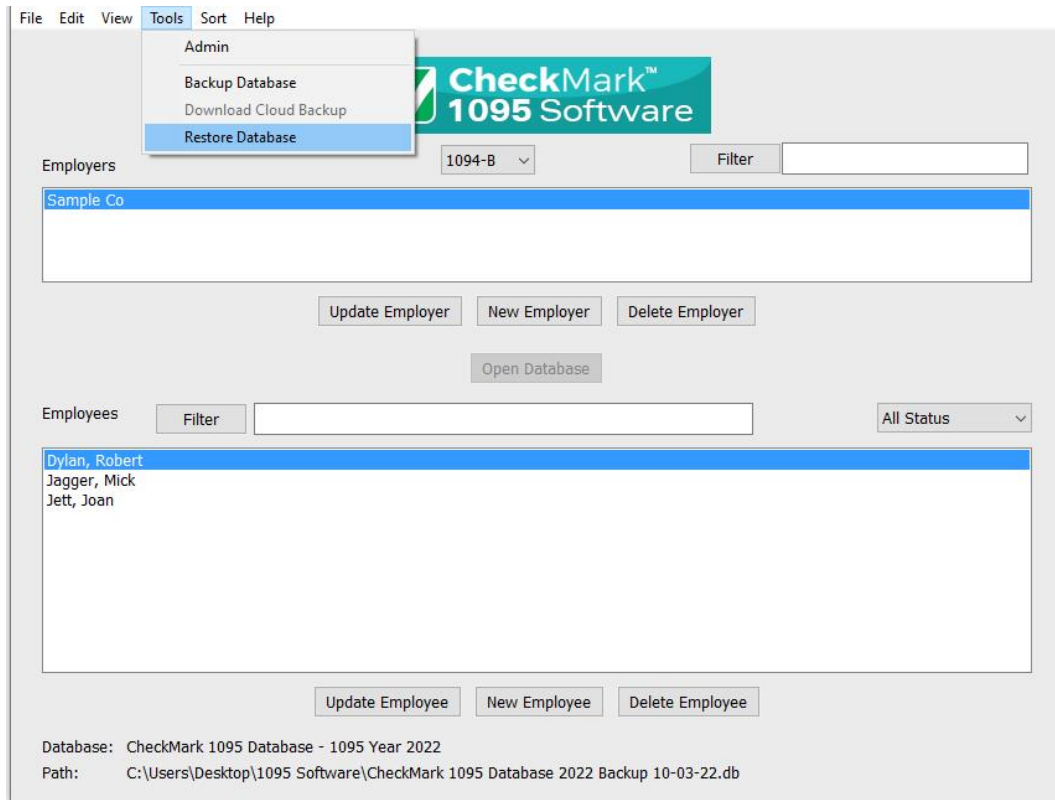 File Edit View Tools Sort Help
Admin
Backup Database
Download Cloud Backup
Restore Database
CheckMark™
1095 Software
Employers 1094-B Filter
Sample Co
Update Employer New Employer Delete Employer
Open Database
Employees Filter All Status
Dylan, Robert
Jagger, Mick
Jett, Joan
Update Employee New Employee Delete Employee
Database: CheckMark 1095 Database - 1095 Year 2022
Path: C:\Users\Desktop\1095 Software\CheckMark 1095 Database 2022 Backup 10-03-22.db